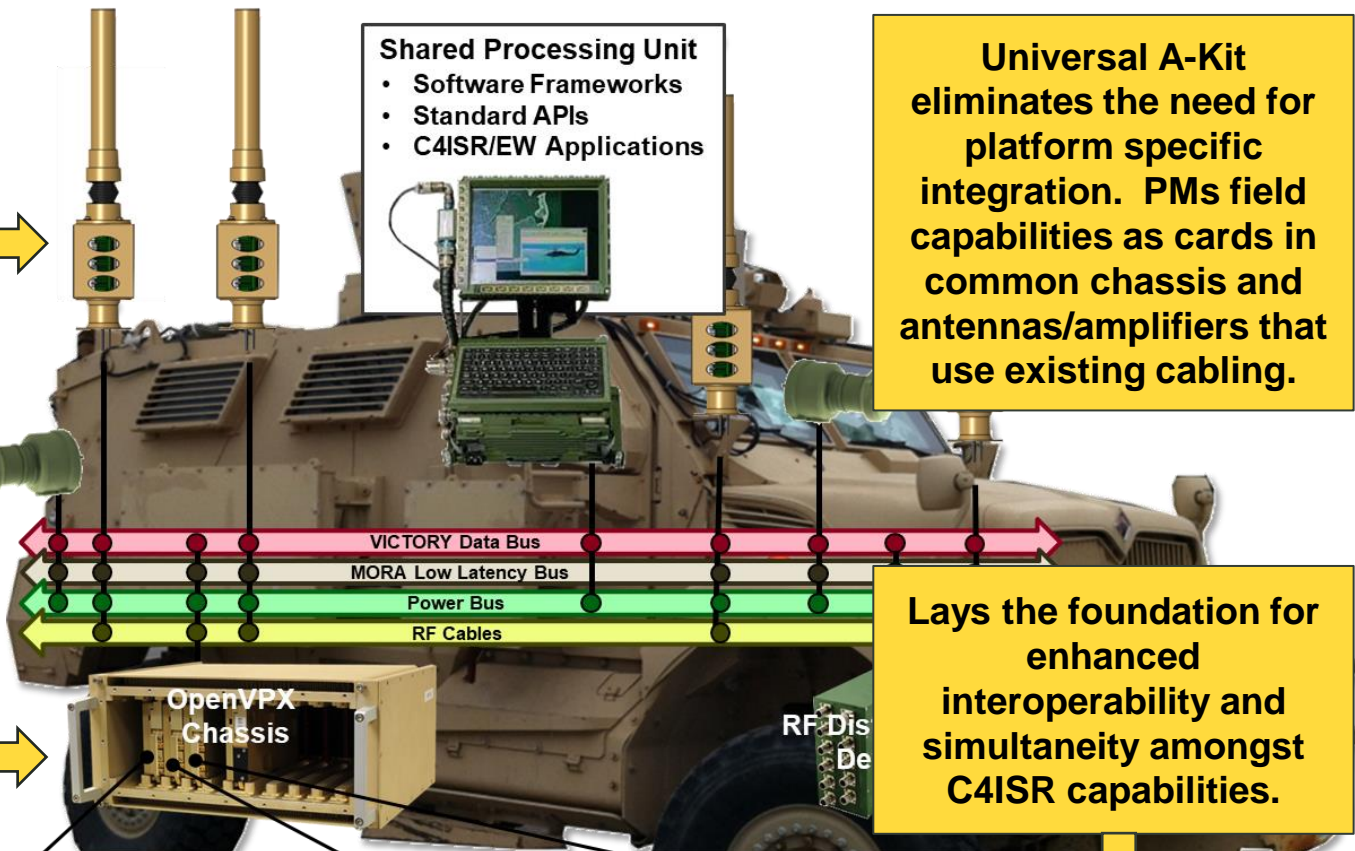 Shared Processing Unit
• Software Frameworks
• Standard APIs
• C4ISR/EW Applications
Universal A-Kit
eliminates the need for
platform specific
integration. PMs field
capabilities as cards in
common chassis and
antennas/amplifiers that
use existing cabling.
VICTORY Data Bus
MORA Low Latency Bus
Power Bus
RF Cables
OpenVPX
Chassis
RF
Lays the foundation for
enhanced
interoperability and
simultaneity amongst
C4ISR capabilities.